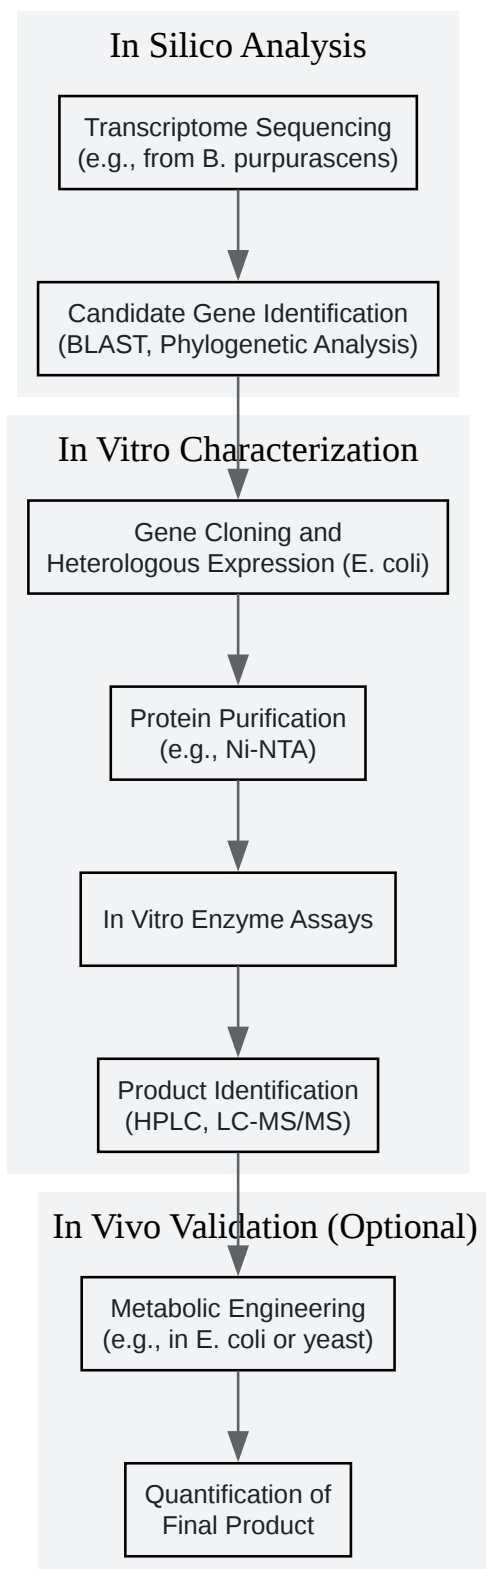 In Silico Analysis
Transcriptome Sequencing
(e.g., from B. purpurascens)
Candidate Gene Identification
(BLAST, Phylogenetic Analysis)
In Vitro Characterization
Gene Cloning and
Heterologous Expression (E. coli)
Protein Purification
(e.g., Ni-NTA)
In Vitro Enzyme Assays
Product Identification
(HPLC, LC-MS/MS)
In Vivo Validation (Optional)
Metabolic Engineering
(e.g., in E. coli or yeast)
Quantification of
Final Product